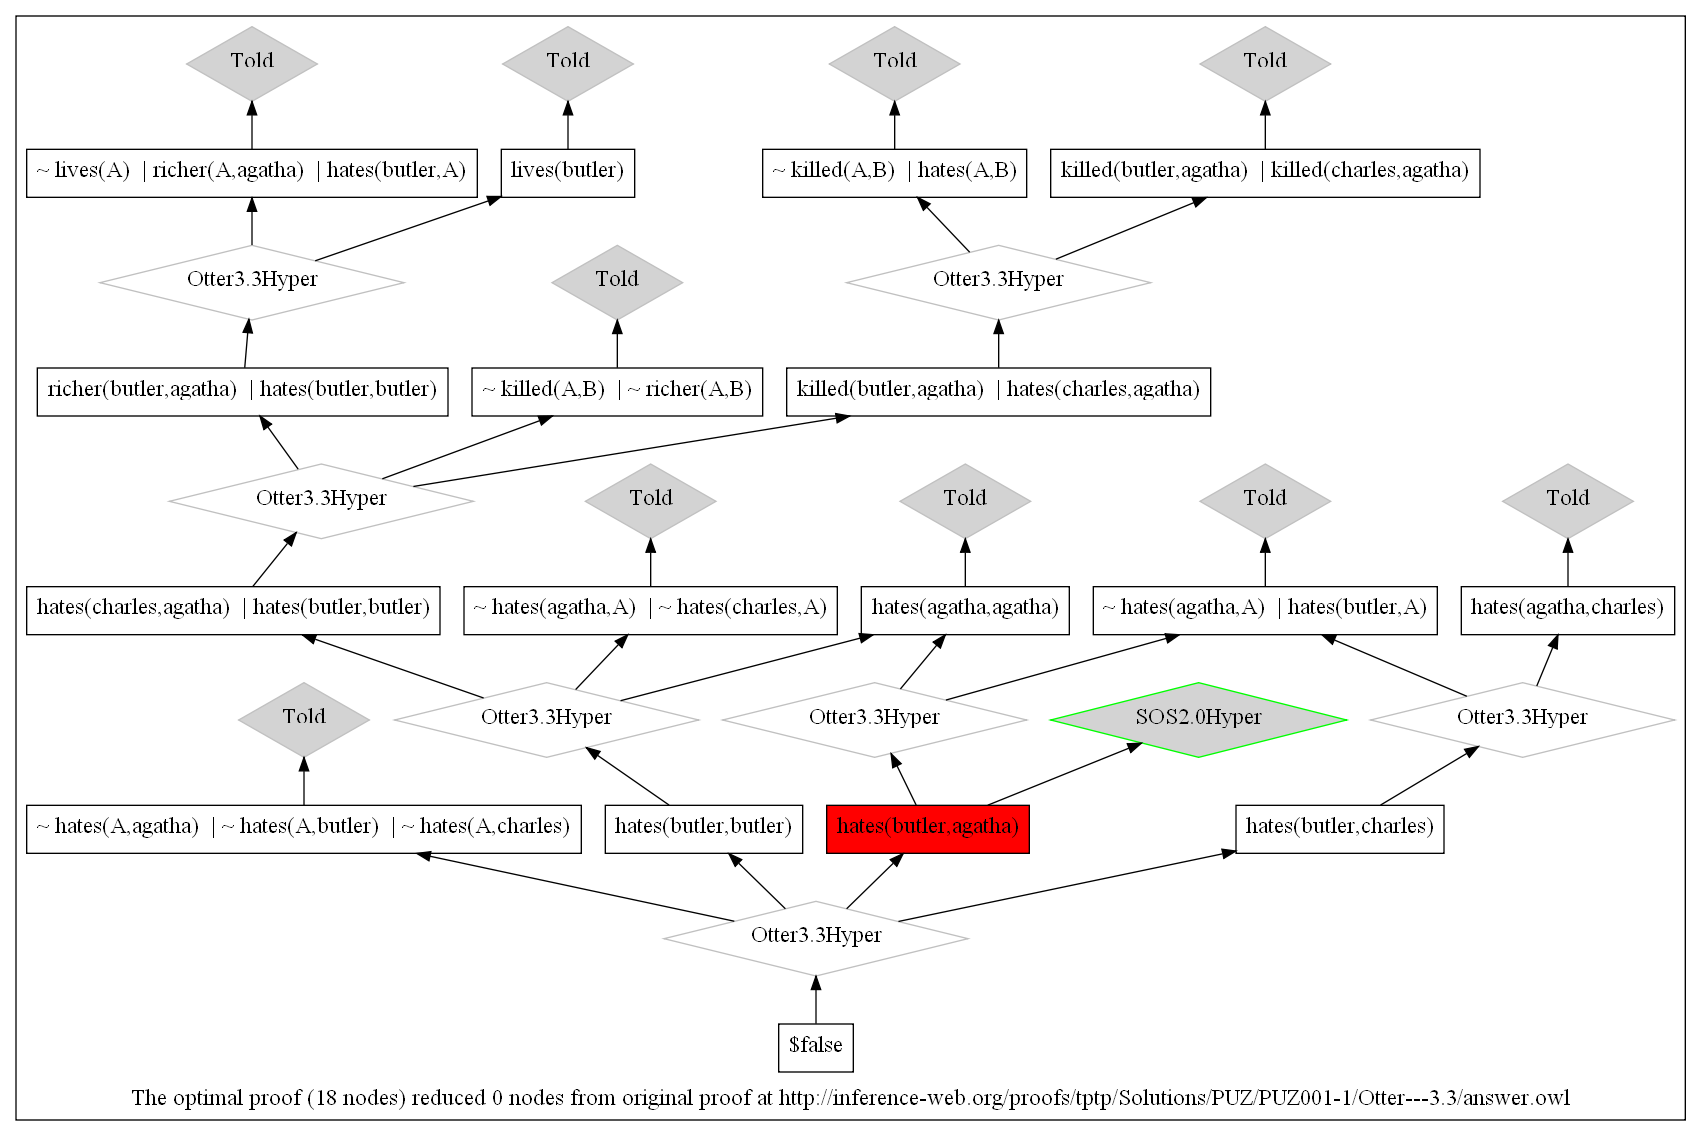 Told
Told
Told
Told
~ lives(A) | richer(A,agatha) | hates(butler,A)
lives(butler)
~ killed(A,B) | hates(A,B)
killed(butler,agatha) | killed(charles,agatha)
Otter3.3Hyper
Told
Otter3.3Hyper
richer(butler,agatha) | hates(butler,butler)
~ killed(A,B) | ~ richer(A,B)
killed(butler,agatha) | hates(charles,agatha)
Otter3.3Hyper
Told
Told
Told
Told
hates(charles,agatha) | hates(butler,butler)
~ hates(agatha,A) | ~ hates(charles,A)
hates(agatha,agatha)
~ hates(agatha,A) | hates(butler,A)
hates(agatha,charles)
Told
Otter3.3Hyper
Otter3.3Hyper
SOS2.0Hyper
Otter3.3Hyper
~ hates(A,agatha) | ~ hates(A,butler) | ~ hates(A,charles)
hates(butler,butler)
hates(butler,agatha)
hates(butler,charles)
Otter3.3Hyper
$false
The optimal proof (18 nodes) reduced 0 nodes from original proof at http://inference-web.org/proofs/tptp/Solutions/PUZ/PUZ001-1/Otter---3.3/answer.owl